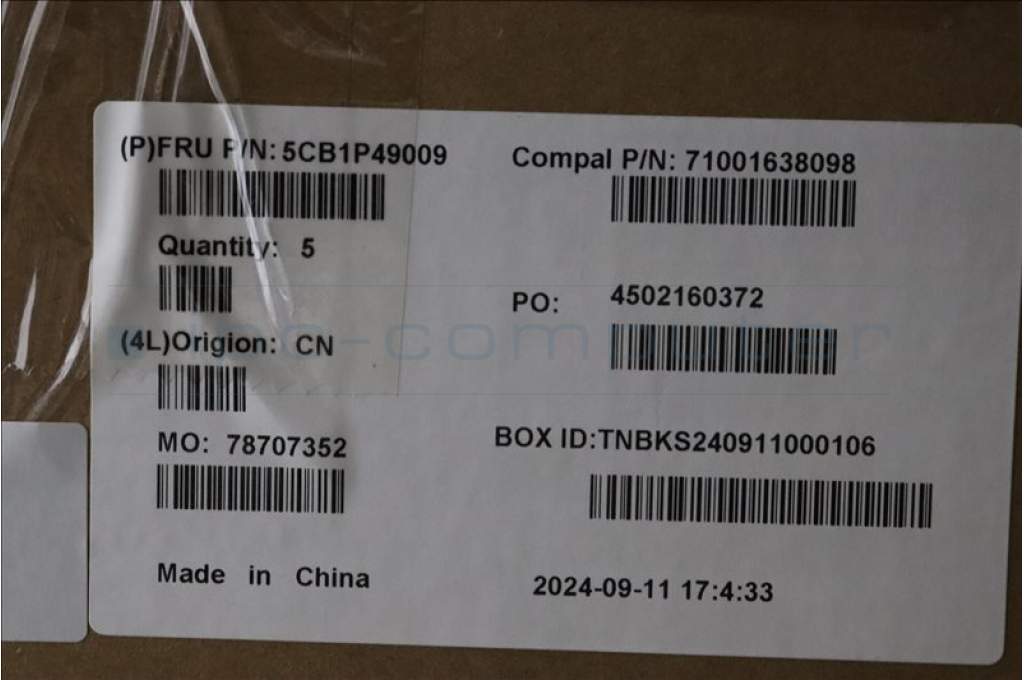 (P)FRU P/N: 5CB1P49009
Compal P/N: 71001638098
Quantity: 5
PO: 4502160372
(4L)Origion: CN
MO: 78707352
BOX ID:TNBKS240911000106
Made in China
2024-09-11 17:4:33